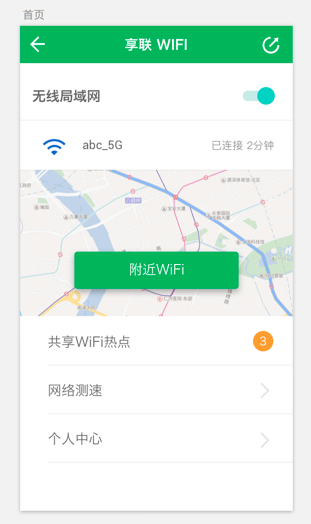 首页
享联 WIFI
无线局域网
abc_5G
已连接 2分钟
附近WiFi
共享WiFi热点
3
网络测速
个人中心